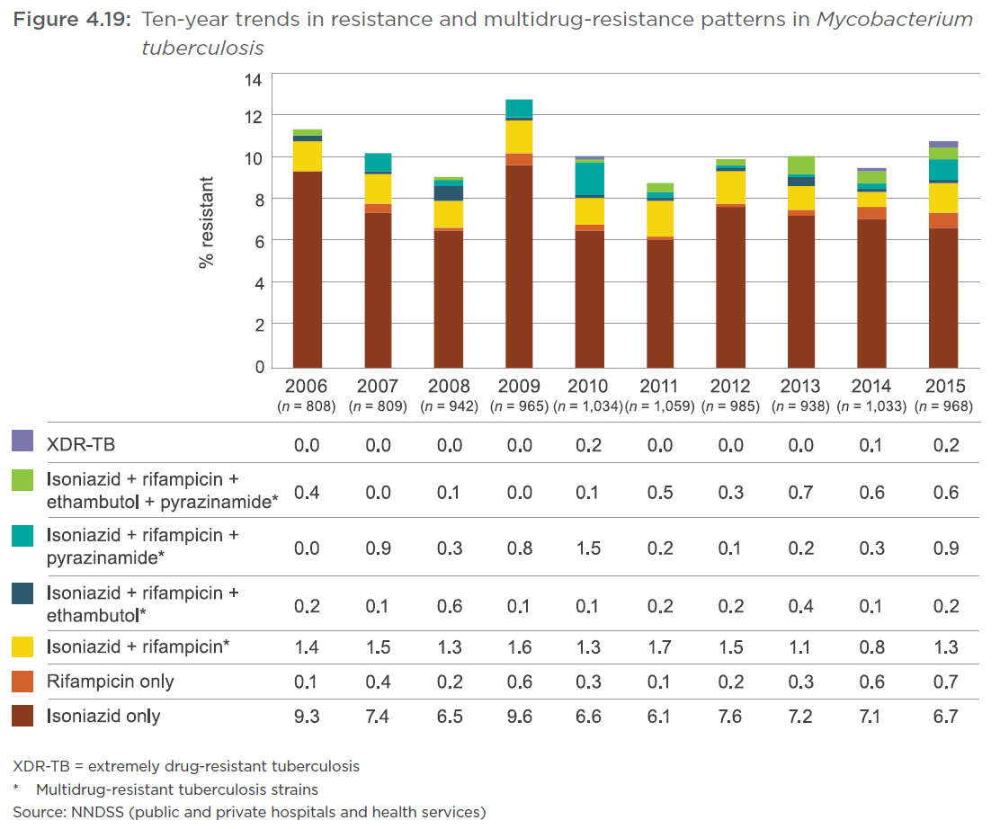 Figure 4.19: Ten-year trends in resistance and multidrug-resistance patterns in Mycobacterium
tuberculosis
14
12
10
8
6
4
2
0
% resistant
2006 2007 2008 2009 2010 2011 2012 2013 2014 2015
(n = 808) (n = 809) (n = 942) (n = 965) (n = 1,034) (n = 1,059) (n = 985) (n = 938) (n = 1,033) (n = 968)
XDR-TB 0.0 0.0 0.0 0.0 0.2 0.0 0.0 0.0 0.1 0.2
Isoniazid + rifampicin +
ethambutol + pyrazinamide* 0.4 0.0 0.1 0.0 0.1 0.5 0.3 0.7 0.6 0.6
Isoniazid + rifampicin +
pyrazinamide* 0.0 0.9 0.3 0.8 1.5 0.2 0.1 0.2 0.3 0.9
Isoniazid + rifampicin +
ethambutol* 0.2 0.1 0.6 0.1 0.1 0.2 0.2 0.4 0.1 0.2
Isoniazid + rifampicin* 1.4 1.5 1.3 1.6 1.3 1.7 1.5 1.1 0.8 1.3
Rifampicin only 0.1 0.4 0.2 0.6 0.3 0.1 0.2 0.3 0.6 0.7
Isoniazid only 9.3 7.4 6.5 9.6 6.6 6.1 7.6 7.2 7.1 6.7
XDR-TB = extremely drug-resistant tuberculosis
* Multidrug-resistant tuberculosis strains
Source: NNDSS (public and private hospitals and health services)